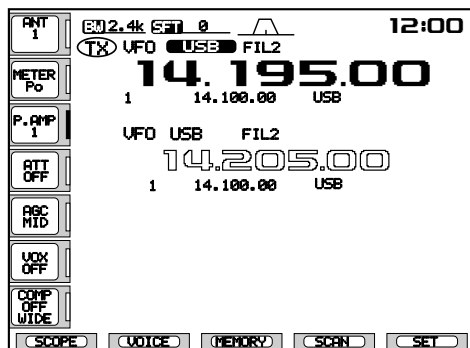 ANT
1
BW 2.4k SFT 0
12:00
TX VFO USB FIL2
METER
Po
14.195.00
1 14.100.00 USB
P.AMP
1
VFO USB FIL2
14.205.00
ATT
OFF
1 14.100.00 USB
AGC
MID
VOX
OFF
COMP
OFF
WIDE
SCOPE VOICE MEMORY SCAN SET